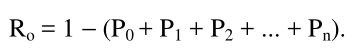 Rₒ = 1 − (P₀ + P₁ + P₂ + ... + Pₙ).